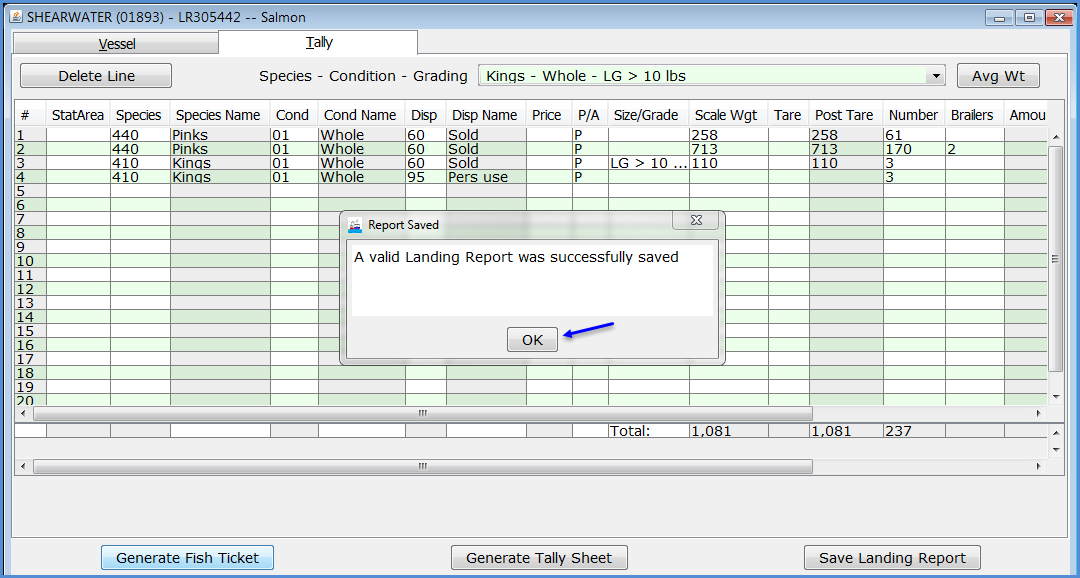 SHEARWATER (01893) - LR305442 -- Salmon
Vessel Tally
Delete Line Species - Condition - Grading Kings - Whole - LG > 10 lbs Avg Wt
# StatArea Species Species Name Cond Cond Name Disp Disp Name Price P/A Size/Grade Scale Wgt Tare Post Tare Number Brailers Amou
1 440 Pinks 01 Whole 60 Sold P 258 258 61
2 440 Pinks 01 Whole 60 Sold P 713 713 170 2
3 410 Kings 01 Whole 60 Sold P LG > 10 ... 110 110 3
4 410 Kings 01 Whole 95 Pers use P 3
5
6
7
8
9
10
11
12
13
14
15
16
17
18
19
20
Report Saved
A valid Landing Report was successfully saved
OK
Total: 1,081 1,081 237
Generate Fish Ticket Generate Tally Sheet Save Landing Report